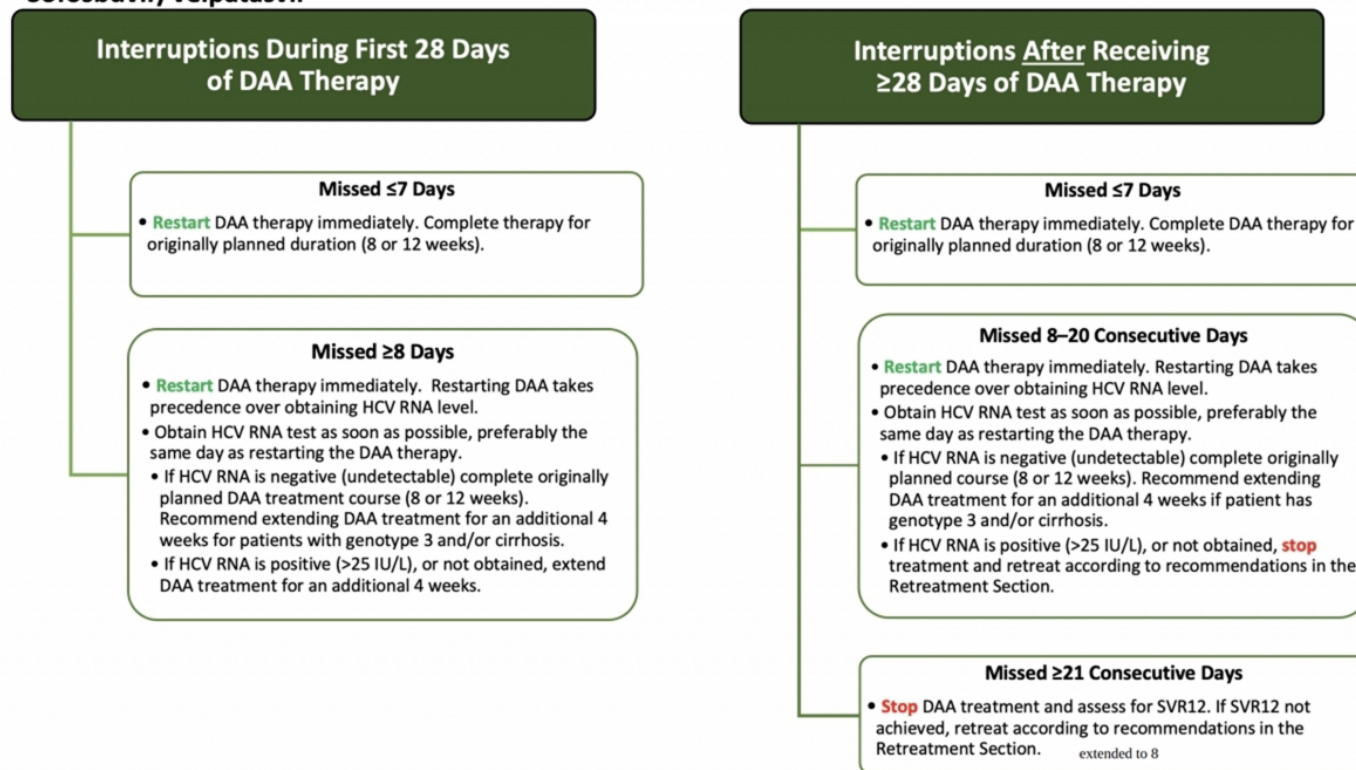 Sofosbuvir/velpatasvir
Interruptions During First 28 Days
of DAA Therapy
Missed ≤7 Days
• Restart DAA therapy immediately. Complete therapy for
originally planned duration (8 or 12 weeks).
Missed ≥8 Days
• Restart DAA therapy immediately. Restarting DAA takes
precedence over obtaining HCV RNA level.
• Obtain HCV RNA test as soon as possible, preferably the
same day as restarting the DAA therapy.
• If HCV RNA is negative (undetectable) complete originally
planned DAA treatment course (8 or 12 weeks).
Recommend extending DAA treatment for an additional 4
weeks for patients with genotype 3 and/or cirrhosis.
• If HCV RNA is positive (>25 IU/L), or not obtained, extend
DAA treatment for an additional 4 weeks.
Interruptions After Receiving
≥28 Days of DAA Therapy
Missed ≤7 Days
• Restart DAA therapy immediately. Complete DAA therapy for
originally planned duration (8 or 12 weeks).
Missed 8–20 Consecutive Days
• Restart DAA therapy immediately. Restarting DAA takes
precedence over obtaining HCV RNA level.
• Obtain HCV RNA test as soon as possible, preferably the
same day as restarting the DAA therapy.
• If HCV RNA is negative (undetectable) complete originally
planned course (8 or 12 weeks). Recommend extending
DAA treatment for an additional 4 weeks if patient has
genotype 3 and/or cirrhosis.
• If HCV RNA is positive (>25 IU/L), or not obtained, stop
treatment and retreat according to recommendations in the
Retreatment Section.
Missed ≥21 Consecutive Days
• Stop DAA treatment and assess for SVR12. If SVR12 not
achieved, retreat according to recommendations in the
Retreatment Section.
extended to 8